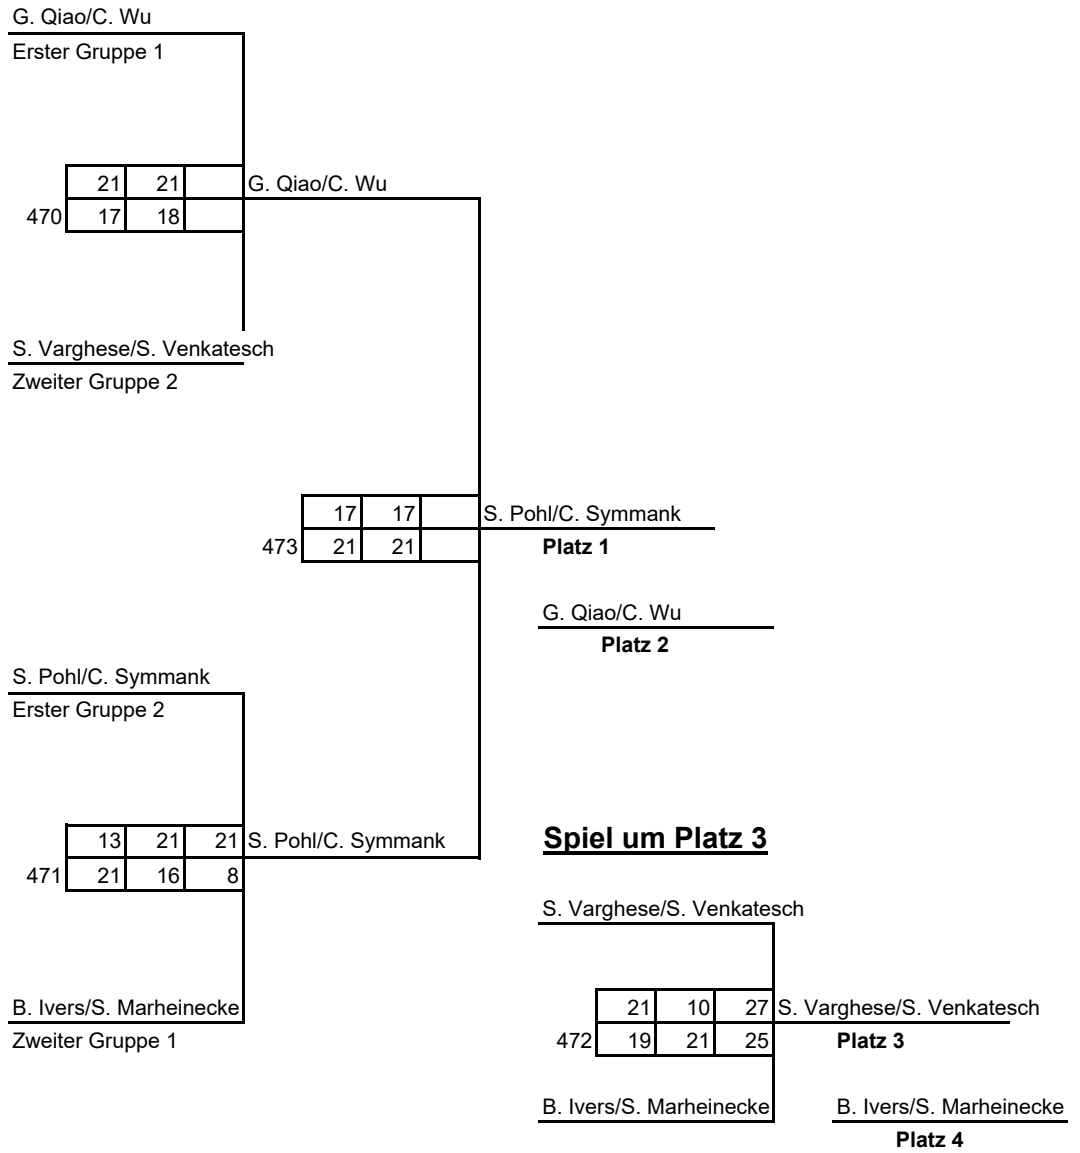 G. Qiao/C. Wu
Erster Gruppe 1
21 21 G. Qiao/C. Wu
470 17 18
S. Varghese/S. Venkatesch
Zweiter Gruppe 2
17 17 S. Pohl/C. Symmank
473 21 21 Platz 1
G. Qiao/C. Wu
Platz 2
S. Pohl/C. Symmank
Erster Gruppe 2
13 21 21 S. Pohl/C. Symmank
471 21 16 8
B. Ivers/S. Marheinecke
Zweiter Gruppe 1
Spiel um Platz 3
S. Varghese/S. Venkatesch
21 10 27 S. Varghese/S. Venkatesch
472 19 21 25 Platz 3
B. Ivers/S. Marheinecke B. Ivers/S. Marheinecke
Platz 4